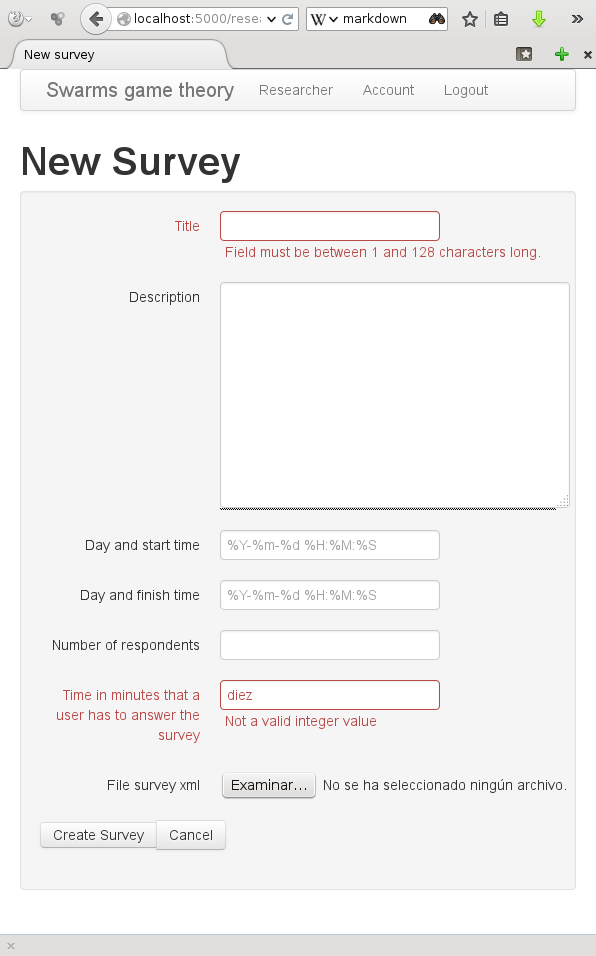 localhost:5000/rese
markdown
New survey
Swarms game theory Researcher Account Logout
New Survey
Title
Field must be between 1 and 128 characters long.
Description
Day and start time %Y-%m-%d %H:%M:%S
Day and finish time %Y-%m-%d %H:%M:%S
Number of respondents
Time in minutes that a diez
user has to answer the Not a valid integer value
survey
File survey xml Examinar... No se ha seleccionado ningún archivo.
Create Survey Cancel